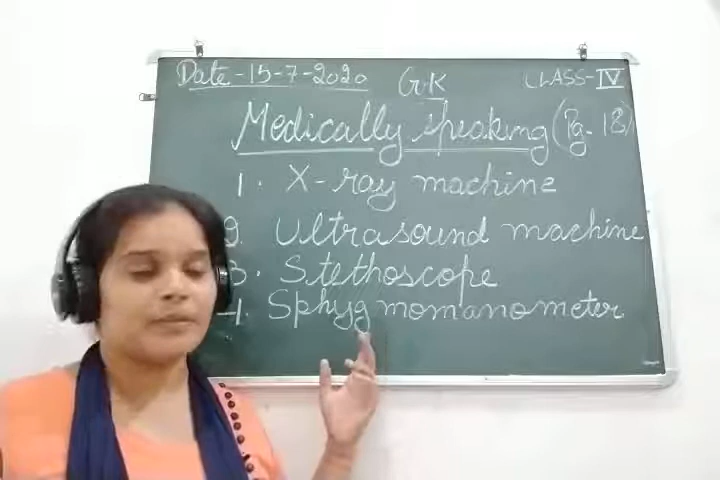 Date-15-7-2020 GK CLASS-IV
Medically speaking (Pg-18)
1. X-ray machine
2. Ultrasound machine
3. Stethoscope
4. Sphygmomanometer